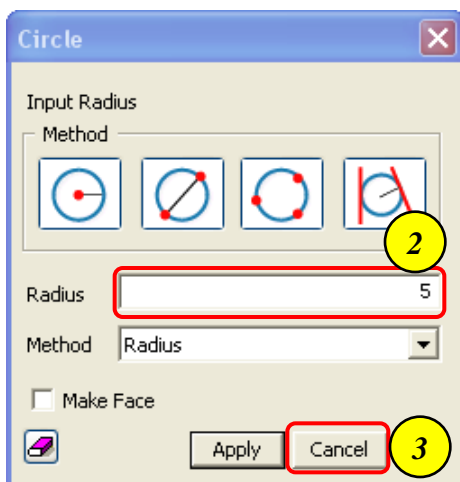 Circle
Input Radius
Method
2
Radius 5
Method Radius
Make Face
Apply Cancel 3